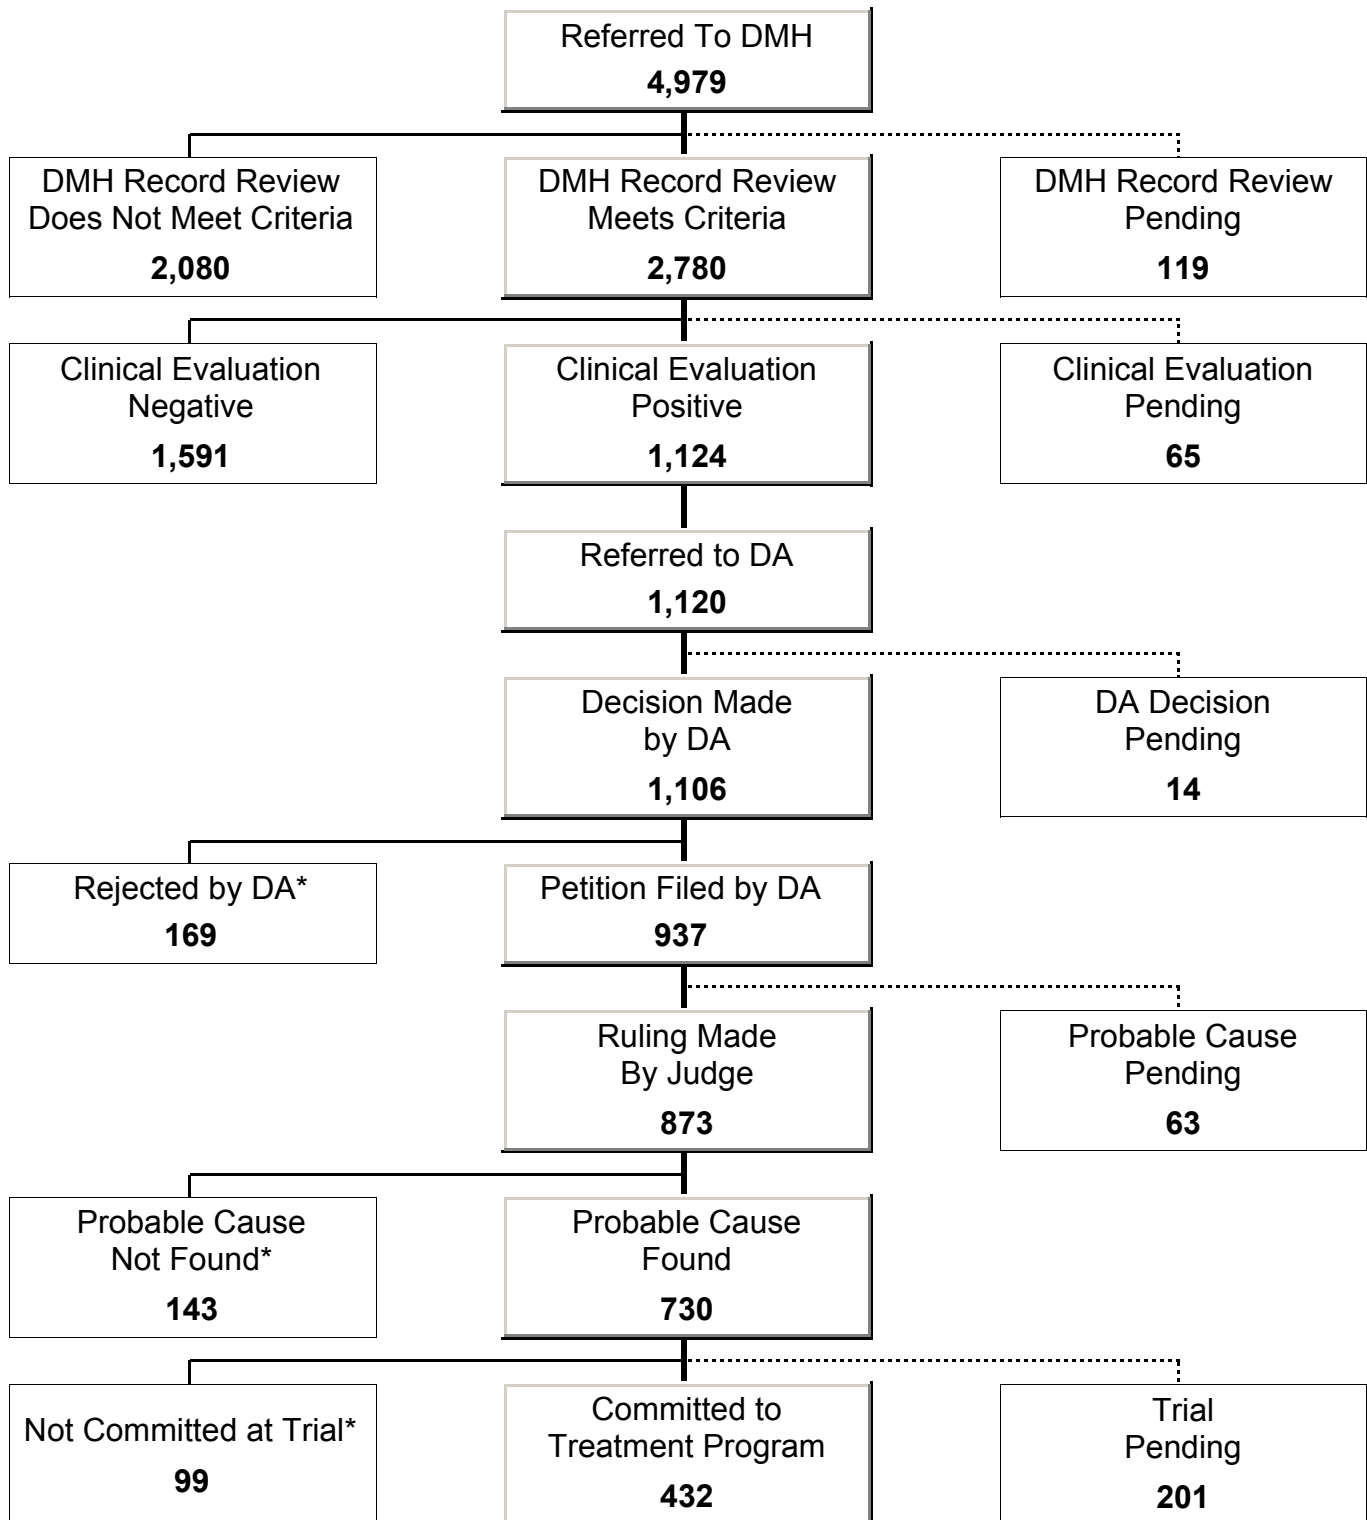 Referred To DMH
4,979
DMH Record Review
Does Not Meet Criteria
2,080
DMH Record Review
Meets Criteria
2,780
DMH Record Review
Pending
119
Clinical Evaluation
Negative
1,591
Clinical Evaluation
Positive
1,124
Clinical Evaluation
Pending
65
Referred to DA
1,120
Decision Made
by DA
1,106
DA Decision
Pending
14
Rejected by DA*
169
Petition Filed by DA
937
Ruling Made
By Judge
873
Probable Cause
Pending
63
Probable Cause
Not Found*
143
Probable Cause
Found
730
Not Committed at Trial*
99
Committed to
Treatment Program
432
Trial
Pending
201